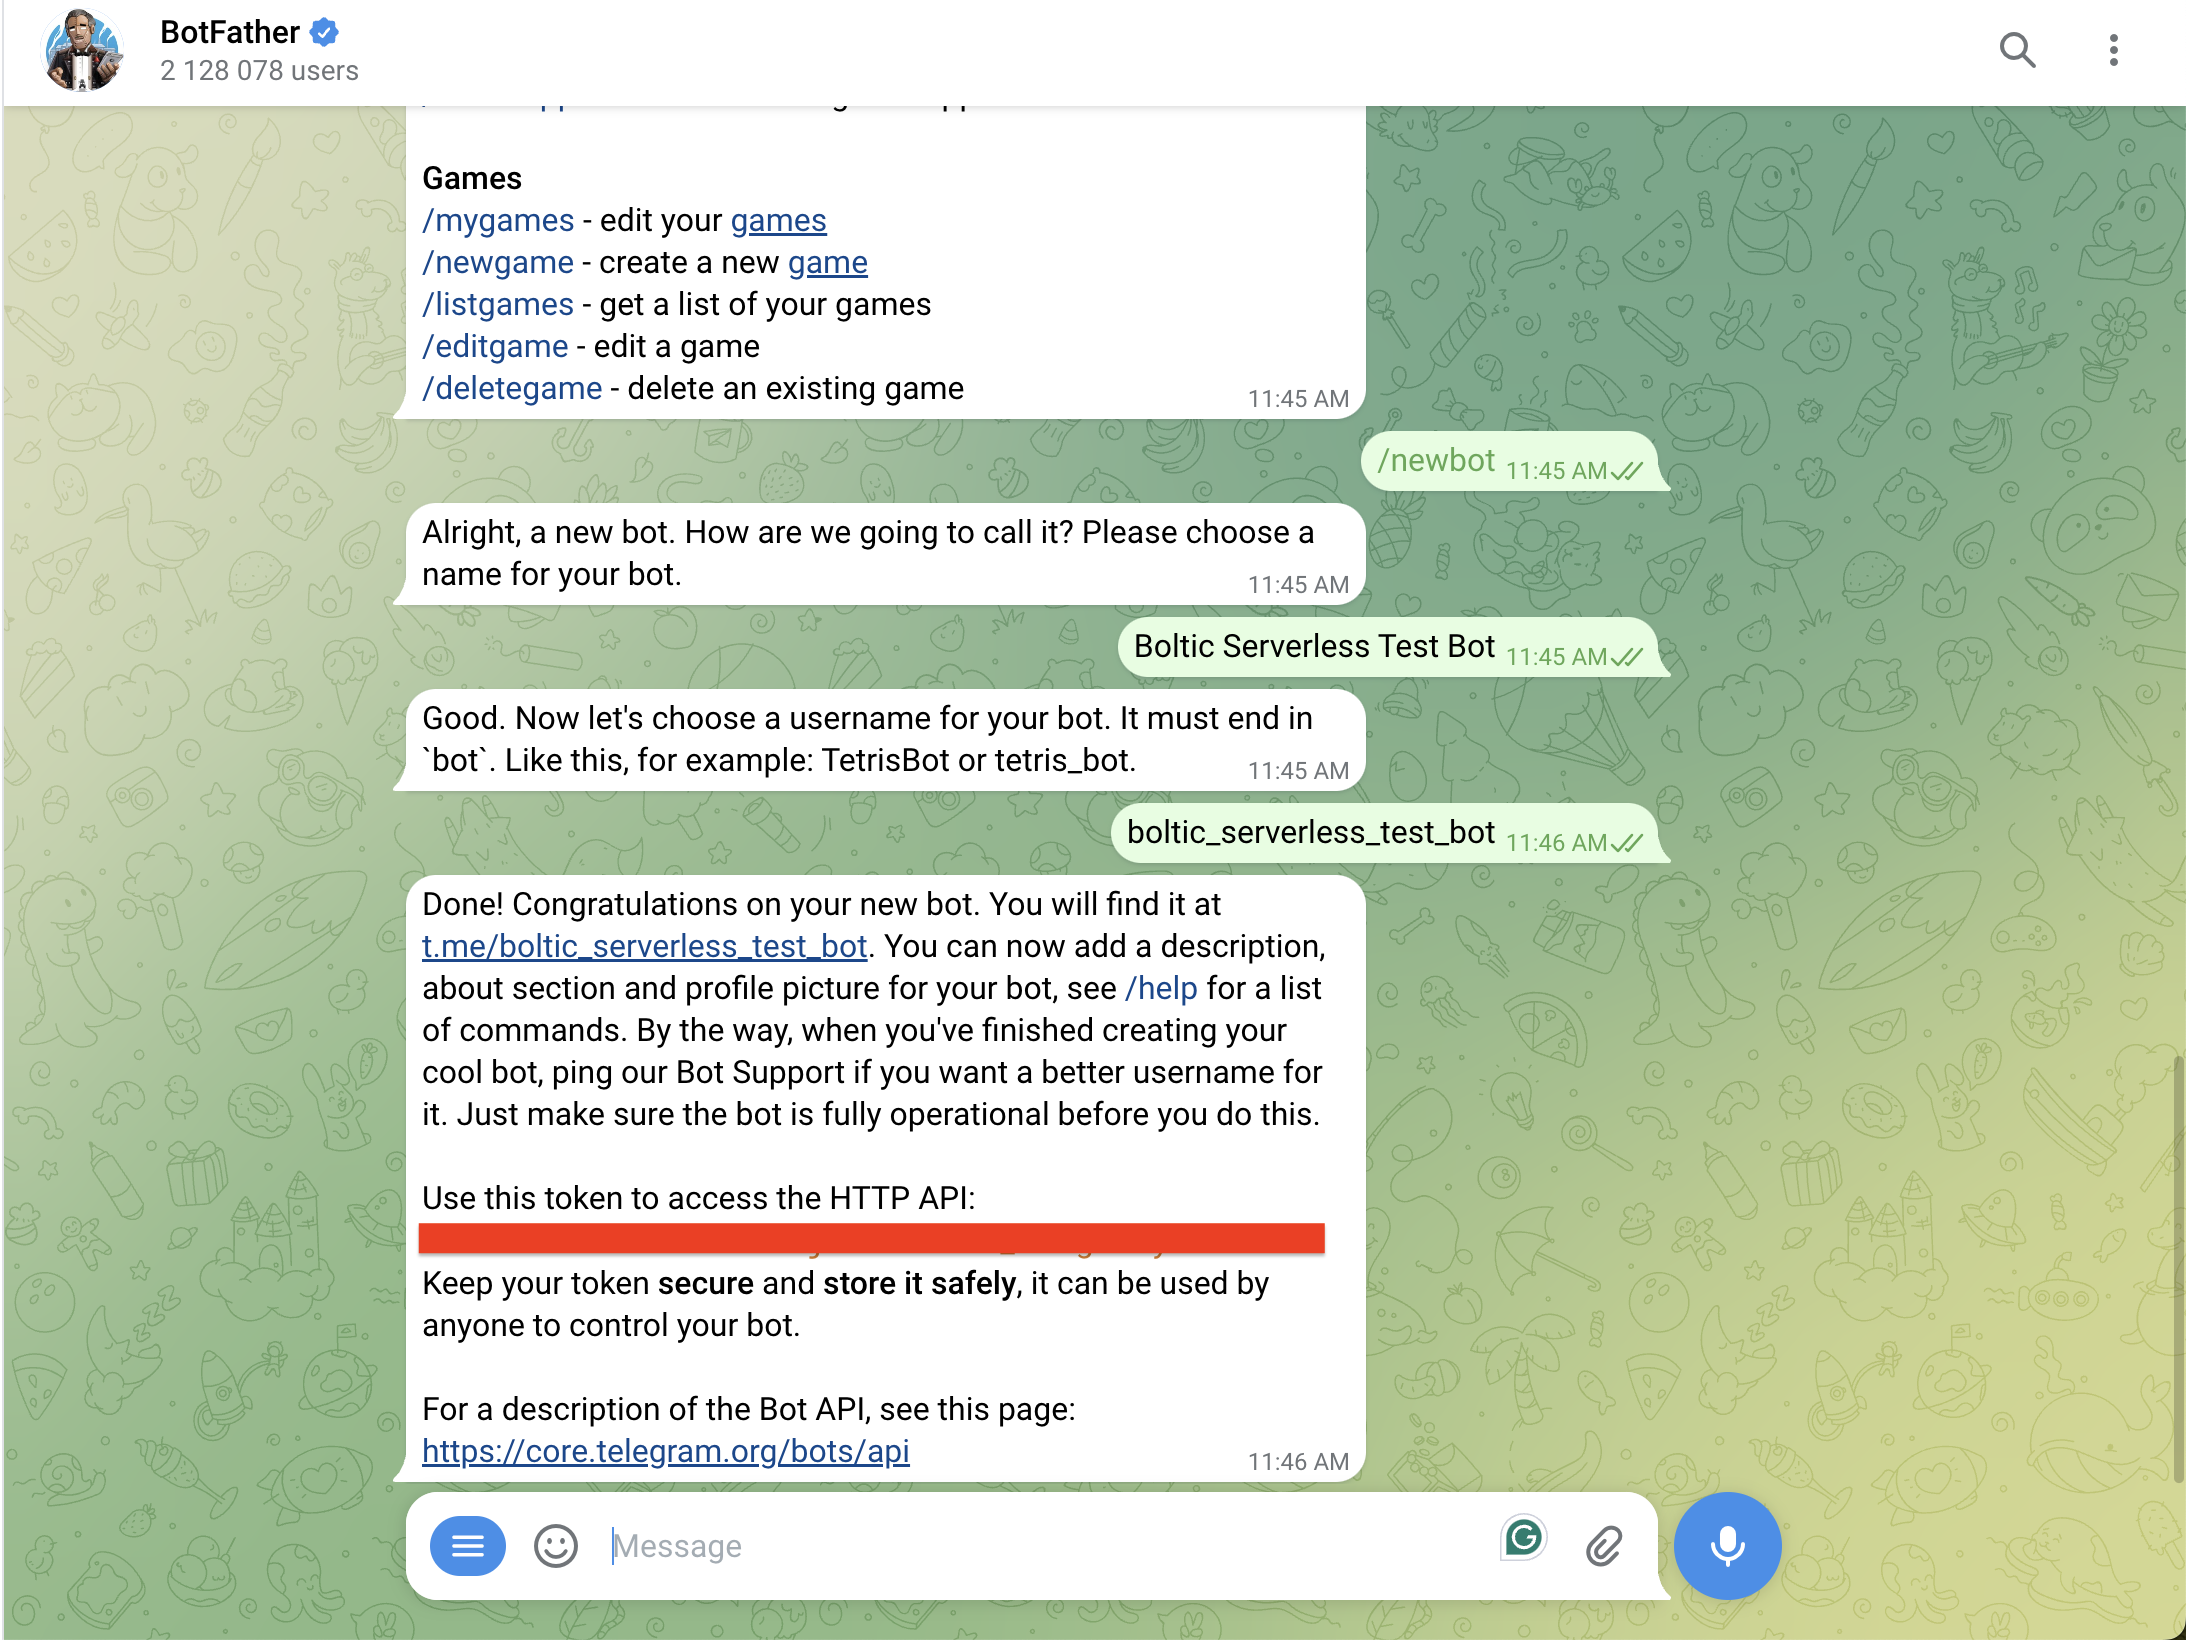 BotFather
2 128 078 users
Games
/mygames - edit your games
/newgame - create a new game
/listgames - get a list of your games
/editgame - edit a game
/deletegame - delete an existing game
11:45 AM
/newbot 11:45 AM
Alright, a new bot. How are we going to call it? Please choose a
name for your bot.
11:45 AM
Boltic Serverless Test Bot 11:45 AM
Good. Now let's choose a username for your bot. It must end in
`bot`. Like this, for example: TetrisBot or tetris_bot.
11:45 AM
boltic_serverless_test_bot 11:46 AM
Done! Congratulations on your new bot. You will find it at
t.me/boltic_serverless_test_bot. You can now add a description,
about section and profile picture for your bot, see /help for a list
of commands. By the way, when you've finished creating your
cool bot, ping our Bot Support if you want a better username for
it. Just make sure the bot is fully operational before you do this.
Use this token to access the HTTP API:
Keep your token secure and store it safely, it can be used by
anyone to control your bot.
For a description of the Bot API, see this page:
https://core.telegram.org/bots/api
11:46 AM
Message